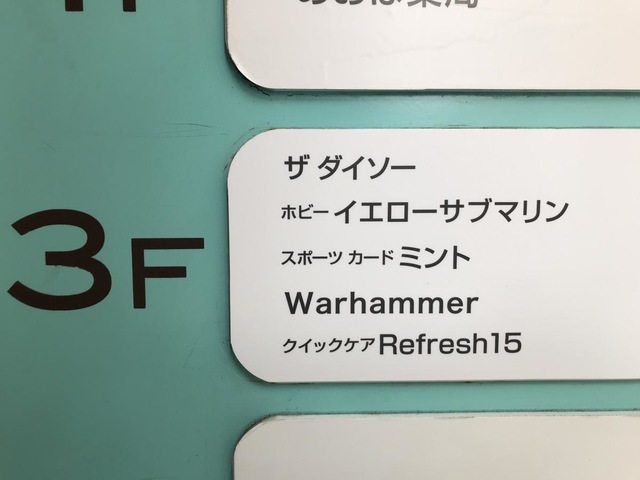 3F
ザ ダイソー
ホビー イエローサブマリン
スポーツ カード ミント
Warhammer
クイックケア Refresh15